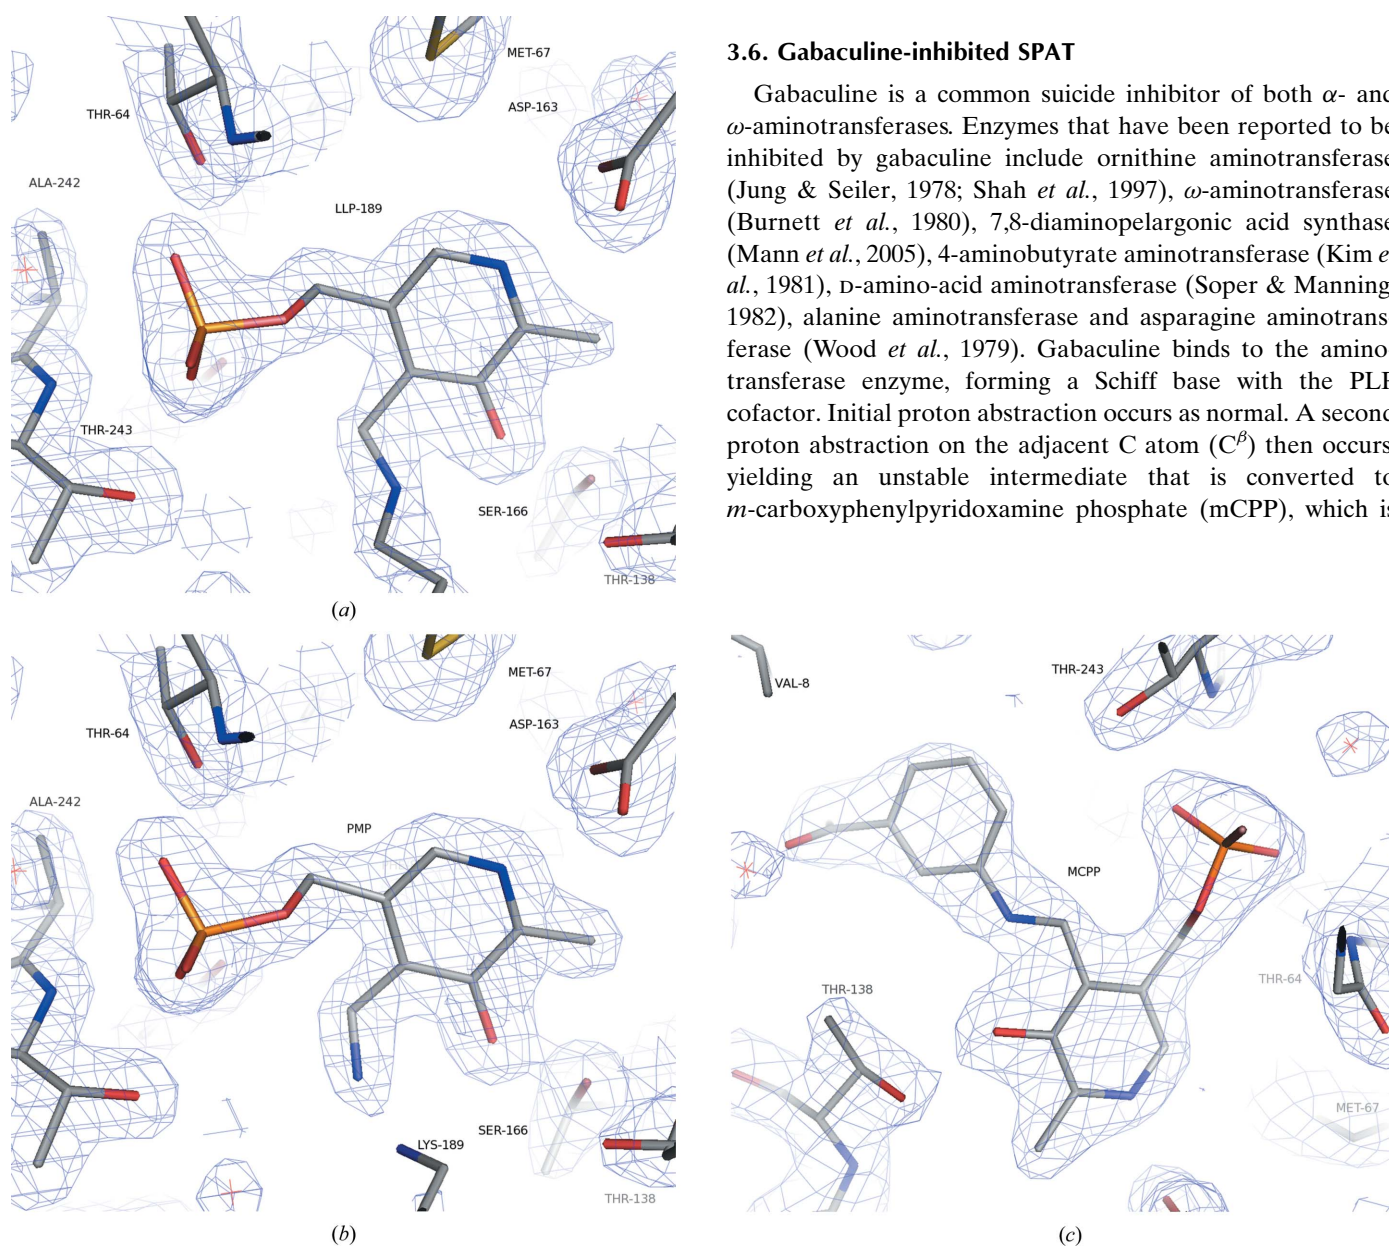 MET-67
ASP-163
THR-64
ALA-242
LLP-189
THR-243
SER-166
THR-138
(a)
3.6. Gabaculine-inhibited SPAT
Gabaculine is a common suicide inhibitor of both α- and
ω-aminotransferases. Enzymes that have been reported to be
inhibited by gabaculine include ornithine aminotransferase
(Jung & Seiler, 1978; Shah et al., 1997), ω-aminotransferase
(Burnett et al., 1980), 7,8-diaminopelargonic acid synthase
(Mann et al., 2005), 4-aminobutyrate aminotransferase (Kim e
al., 1981), D-amino-acid aminotransferase (Soper & Manning
1982), alanine aminotransferase and asparagine aminotrans
ferase (Wood et al., 1979). Gabaculine binds to the amino
transferase enzyme, forming a Schiff base with the PLP
cofactor. Initial proton abstraction occurs as normal. A second
proton abstraction on the adjacent C atom (Cᵝ) then occurs
yielding an unstable intermediate that is converted to
m-carboxyphenylpyridoxamine phosphate (mCPP), which is
MET-67
ASP-163
THR-64
ALA-242
PMP
LYS-189
SER-166
THR-138
(b)
VAL-8
THR-243
MCPP
THR-138
THR-64
MET-67
(c)